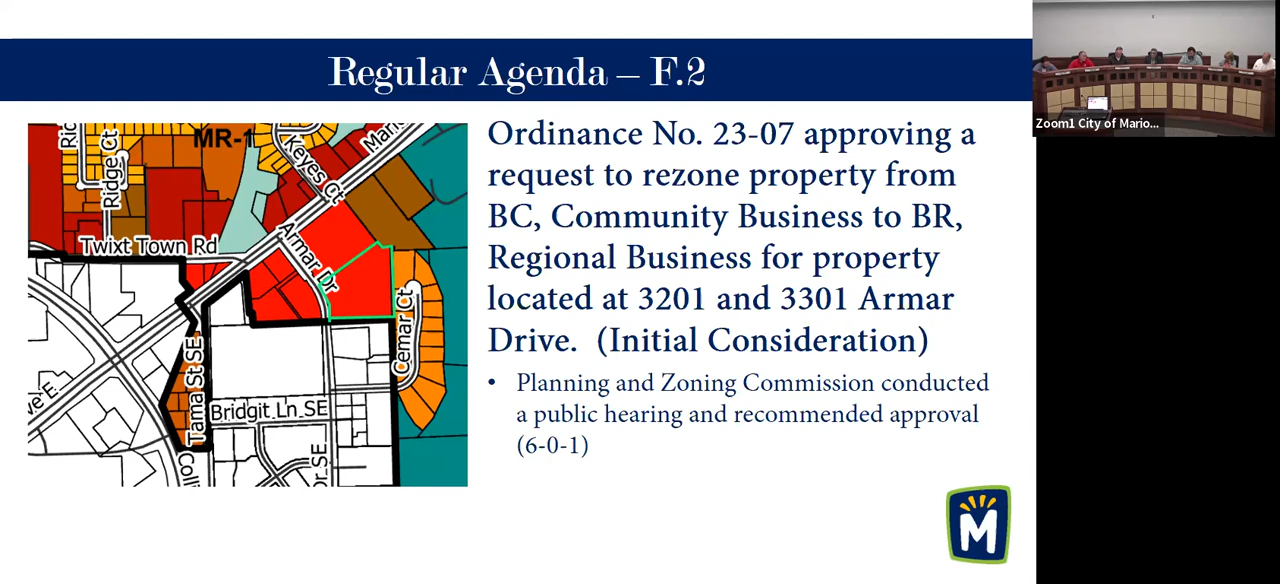 Regular Agenda – F.2
Zoom1 City of Mario...
MR-1
Ridge Ct
Keyes Ct
Twixt Town Rd
Armar Dr
Cemar Ct
Tama St SE
Bridgit Ln SE
Ordinance No. 23-07 approving a
request to rezone property from
BC, Community Business to BR,
Regional Business for property
located at 3201 and 3301 Armar
Drive. (Initial Consideration)
• Planning and Zoning Commission conducted
a public hearing and recommended approval
(6-0-1)
M